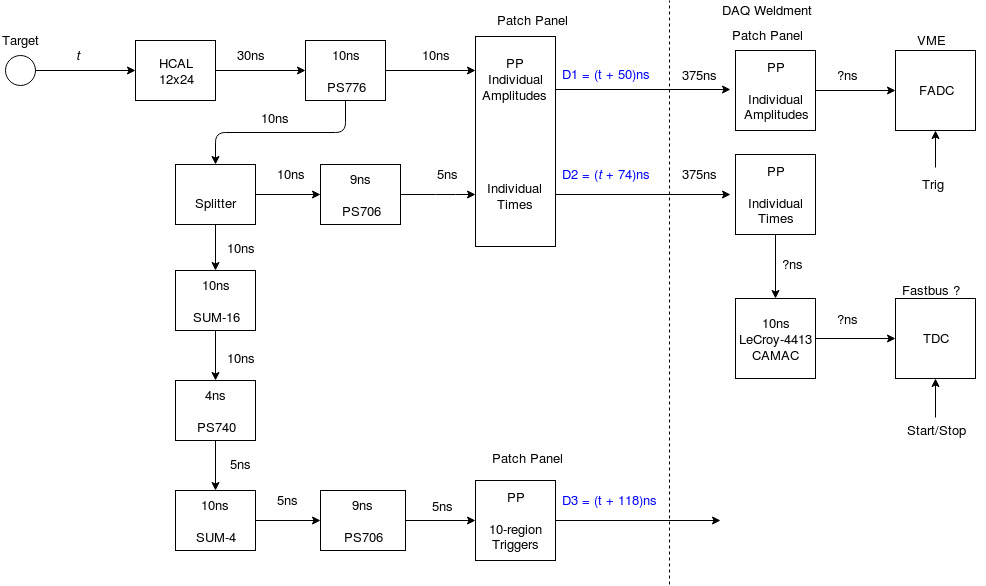 DAQ Weldment
Patch Panel
Patch Panel
VME
Target
t
HCAL
12x24
30ns
10ns
PS776
10ns
PP
Individual
Amplitudes
D1 = (t + 50)ns
375ns
PP
Individual
Amplitudes
?ns
FADC
Trig
10ns
Splitter
10ns
9ns
PS706
5ns
Individual
Times
D2 = (t + 74)ns
375ns
PP
Individual
Times
10ns
?ns
10ns
SUM-16
Fastbus ?
10ns
LeCroy-4413
CAMAC
?ns
TDC
Start/Stop
10ns
4ns
PS740
5ns
Patch Panel
10ns
SUM-4
5ns
9ns
PS706
5ns
PP
10-region
Triggers
D3 = (t + 118)ns